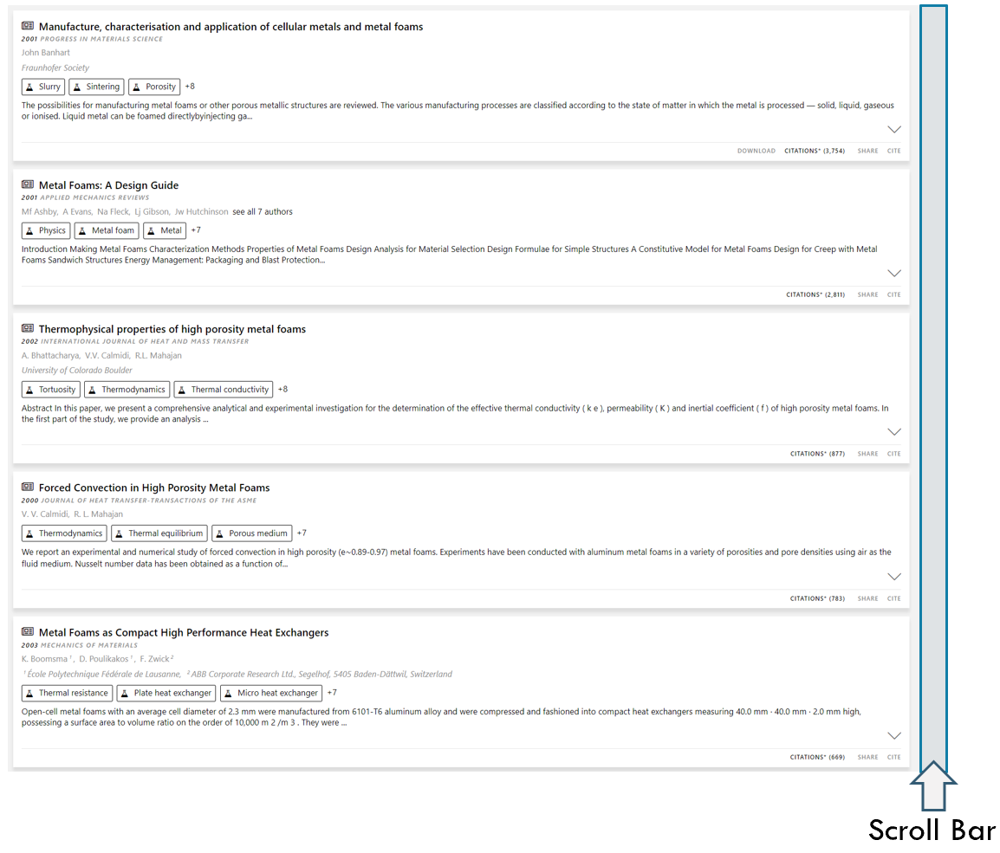 Manufacture, characterisation and application of cellular metals and metal foams
2001 PROGRESS IN MATERIALS SCIENCE
John Banhart
Fraunhofer Society
Slurry Sintering Porosity +8
The possibilities for manufacturing metal foams or other porous metallic structures are reviewed. The various manufacturing processes are classified according to the state of matter in which the metal is processed — solid, liquid, gaseous
or ionised. Liquid metal can be foamed directlybyinjecting ga...
DOWNLOAD CITATIONS* (3,754) SHARE CITE
Metal Foams: A Design Guide
2001 APPLIED MECHANICS REVIEWS
Mf Ashby, A Evans, Na Fleck, Lj Gibson, Jw Hutchinson see all 7 authors
Physics Metal foam Metal +7
Introduction Making Metal Foams Characterization Methods Properties of Metal Foams Design Analysis for Material Selection Design Formulae for Simple Structures A Constitutive Model for Metal Foams Design for Creep with Metal
Foams Sandwich Structures Energy Management: Packaging and Blast Protection...
CITATIONS* (2,811) SHARE CITE
Thermophysical properties of high porosity metal foams
2002 INTERNATIONAL JOURNAL OF HEAT AND MASS TRANSFER
A. Bhattacharya, V.V. Calmidi, R.L. Mahajan
University of Colorado Boulder
Tortuosity Thermodynamics Thermal conductivity +8
Abstract In this paper, we present a comprehensive analytical and experimental investigation for the determination of the effective thermal conductivity ( k e ), permeability ( K ) and inertial coefficient ( f ) of high porosity metal foams. In
the first part of the study, we provide an analysis ...
CITATIONS* (877) SHARE CITE
Forced Convection in High Porosity Metal Foams
2000 JOURNAL OF HEAT TRANSFER-TRANSACTIONS OF THE ASME
V. V. Calmidi, R. L. Mahajan
Thermodynamics Thermal equilibrium Porous medium +7
We report an experimental and numerical study of forced convection in high porosity (e~0.89-0.97) metal foams. Experiments have been conducted with aluminum metal foams in a variety of porosities and pore densities using air as the
fluid medium. Nusselt number data has been obtained as a function of...
CITATIONS* (783) SHARE CITE
Metal Foams as Compact High Performance Heat Exchangers
2003 MECHANICS OF MATERIALS
K. Boomsma 1, D. Poulikakos 1, F. Zwick 2
1 École Polytechnique Fédérale de Lausanne, 2 ABB Corporate Research Ltd., Segelhof, 5405 Baden-Dättwil, Switzerland
Thermal resistance Plate heat exchanger Micro heat exchanger +7
Open-cell metal foams with an average cell diameter of 2.3 mm were manufactured from 6101-T6 aluminum alloy and were compressed and fashioned into compact heat exchangers measuring 40.0 mm · 40.0 mm · 2.0 mm high,
possessing a surface area to volume ratio on the order of 10,000 m 2 /m 3 . They were ...
CITATIONS* (669) SHARE CITE
Scroll Bar